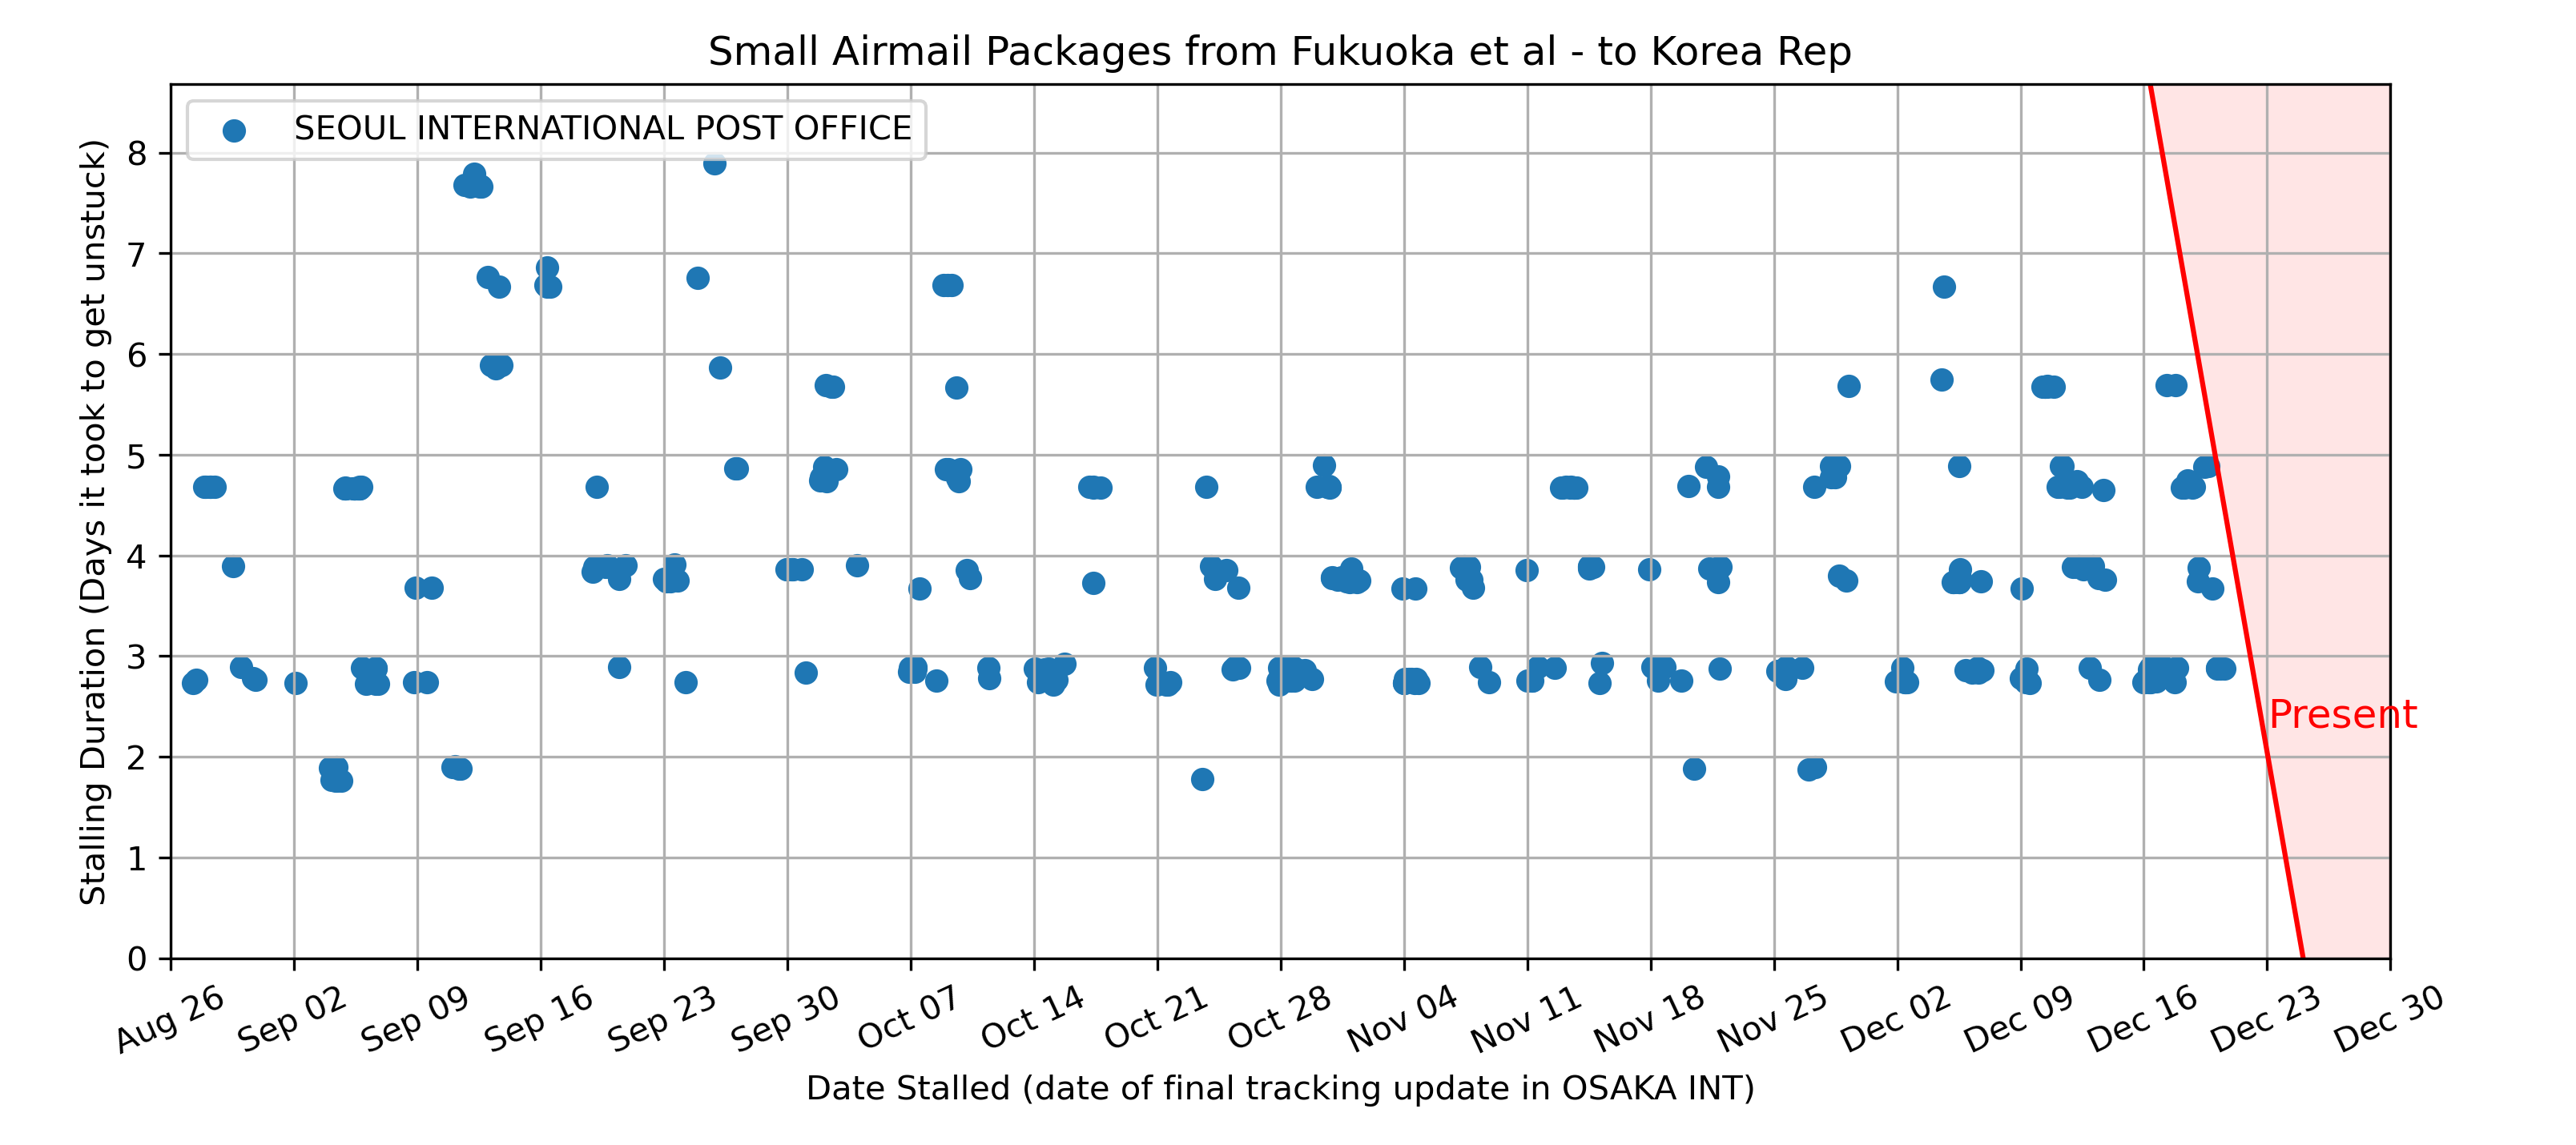 Small Airmail Packages from Fukuoka et al - to Korea Rep
SEOUL INTERNATIONAL POST OFFICE
Stalling Duration (Days it took to get unstuck)
8
7
6
5
4
3
2
1
0
Present
Aug 26
Sep 02
Sep 09
Sep 16
Sep 23
Sep 30
Oct 07
Oct 14
Oct 21
Oct 28
Nov 04
Nov 11
Nov 18
Nov 25
Dec 02
Dec 09
Dec 16
Dec 23
Dec 30
Date Stalled (date of final tracking update in OSAKA INT)